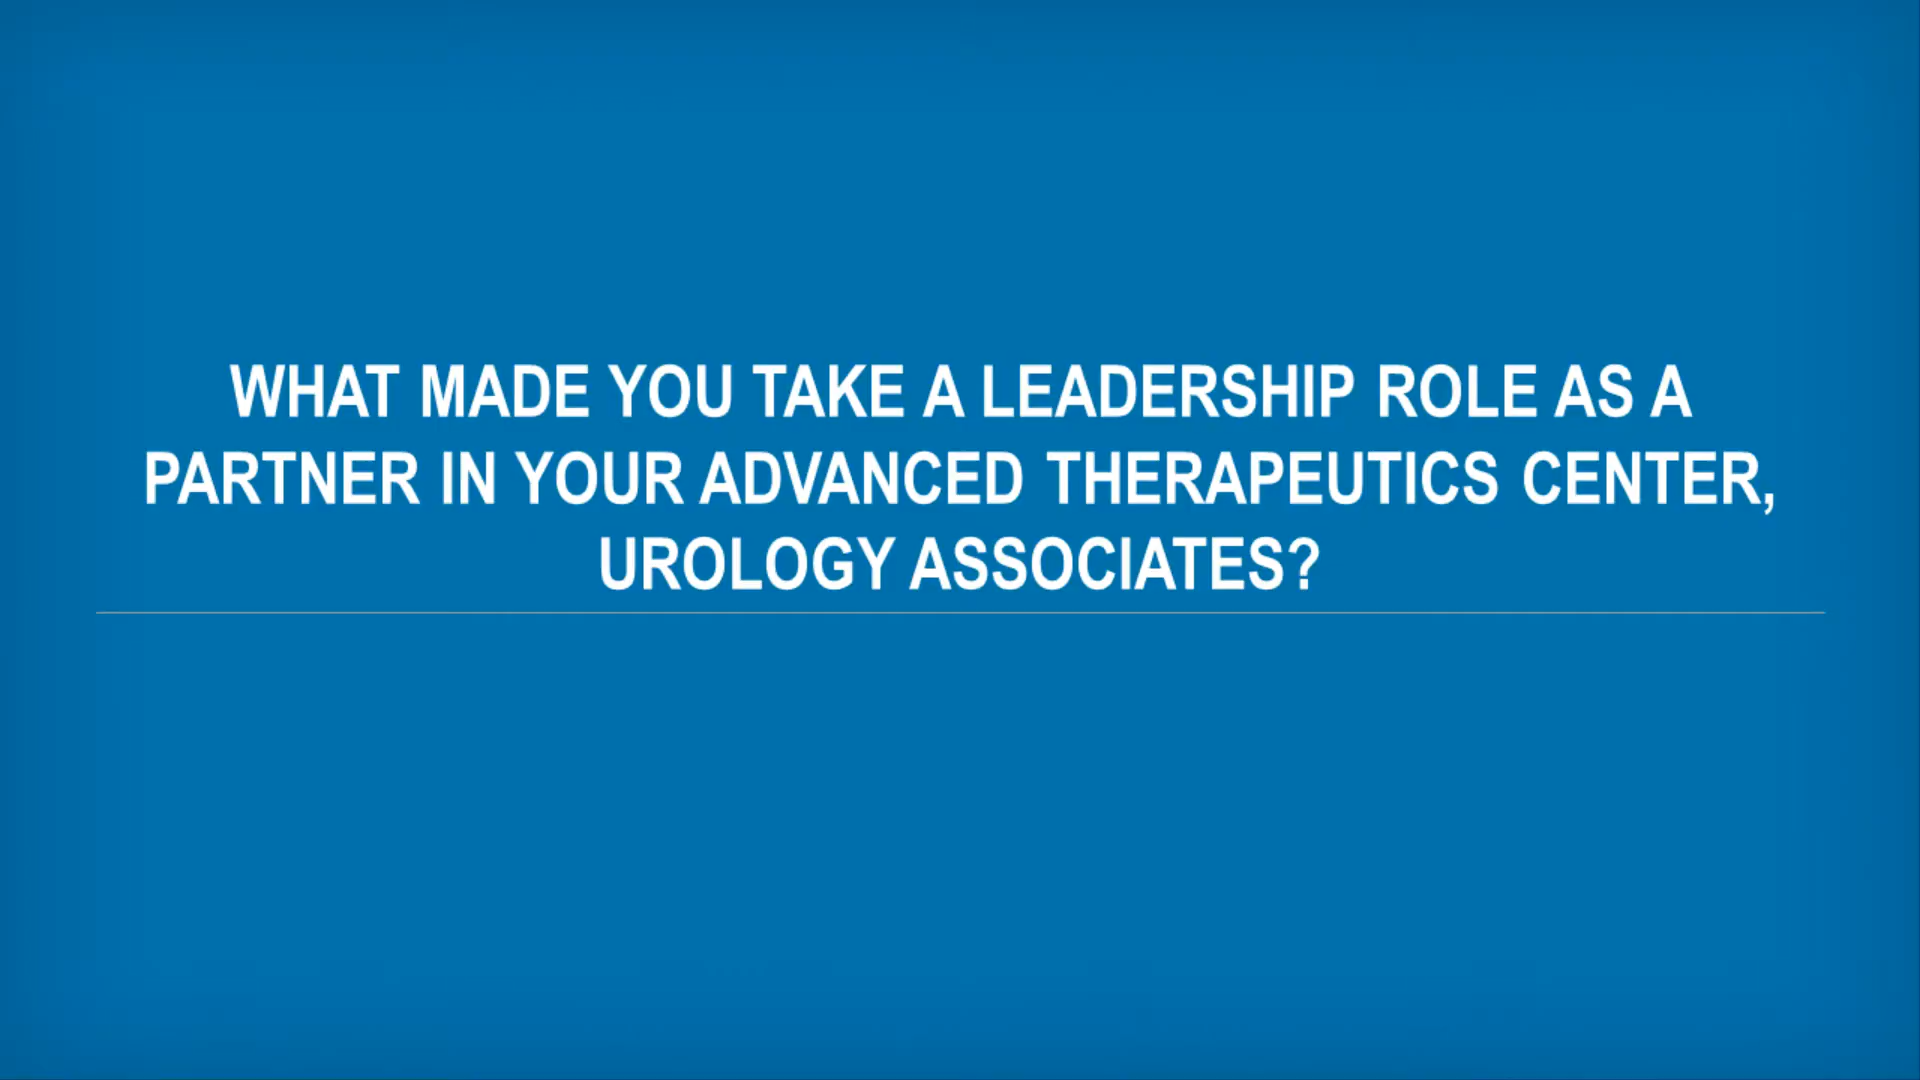 WHAT MADE YOU TAKE A LEADERSHIP ROLE AS A
PARTNER IN YOUR ADVANCED THERAPEUTICS CENTER,
UROLOGY ASSOCIATES?